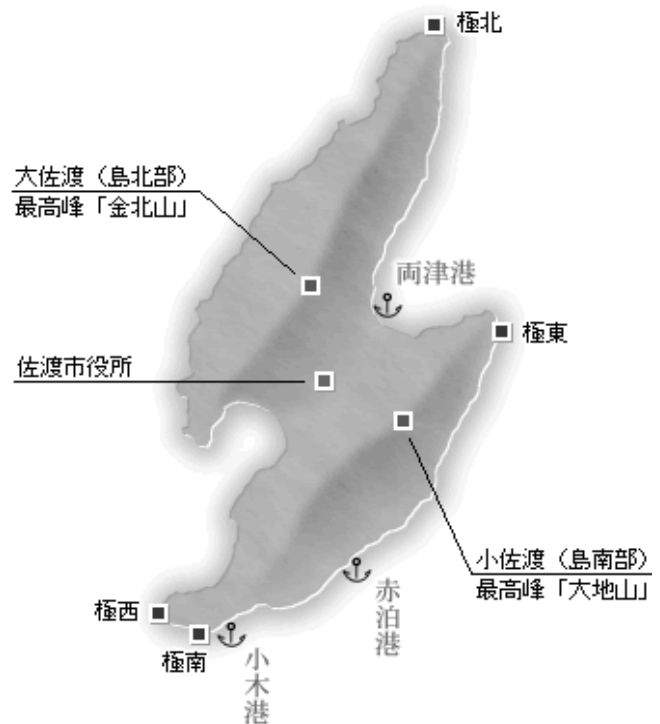 極北
大佐渡（島北部）
最高峰「金北山」
両津港
極東
佐渡市役所
小佐渡（島南部）
最高峰「大地山」
赤泊港
極西
極南
小木港